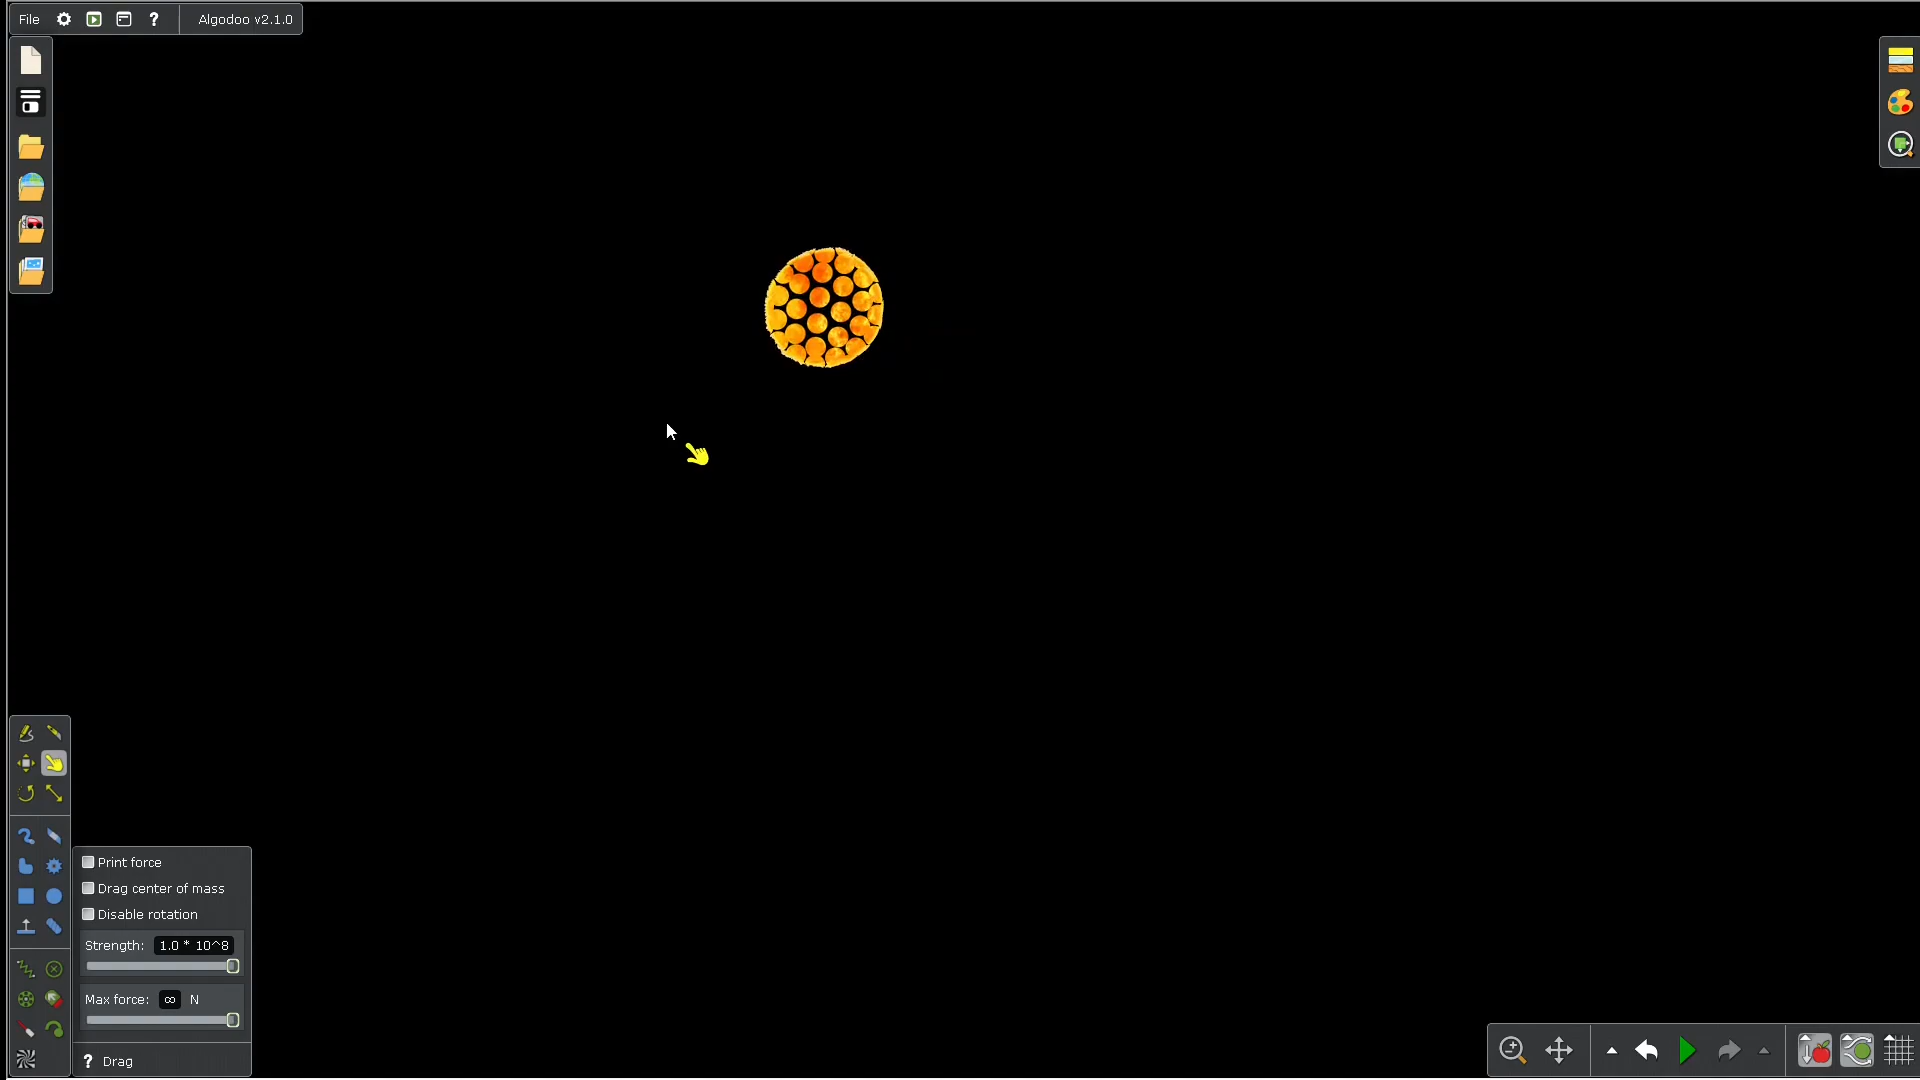 File ? Algodoo v2.1.0
Print force
Drag center of mass
Disable rotation
Strength: 1.0 * 10^8
Max force: ∞ N
? Drag